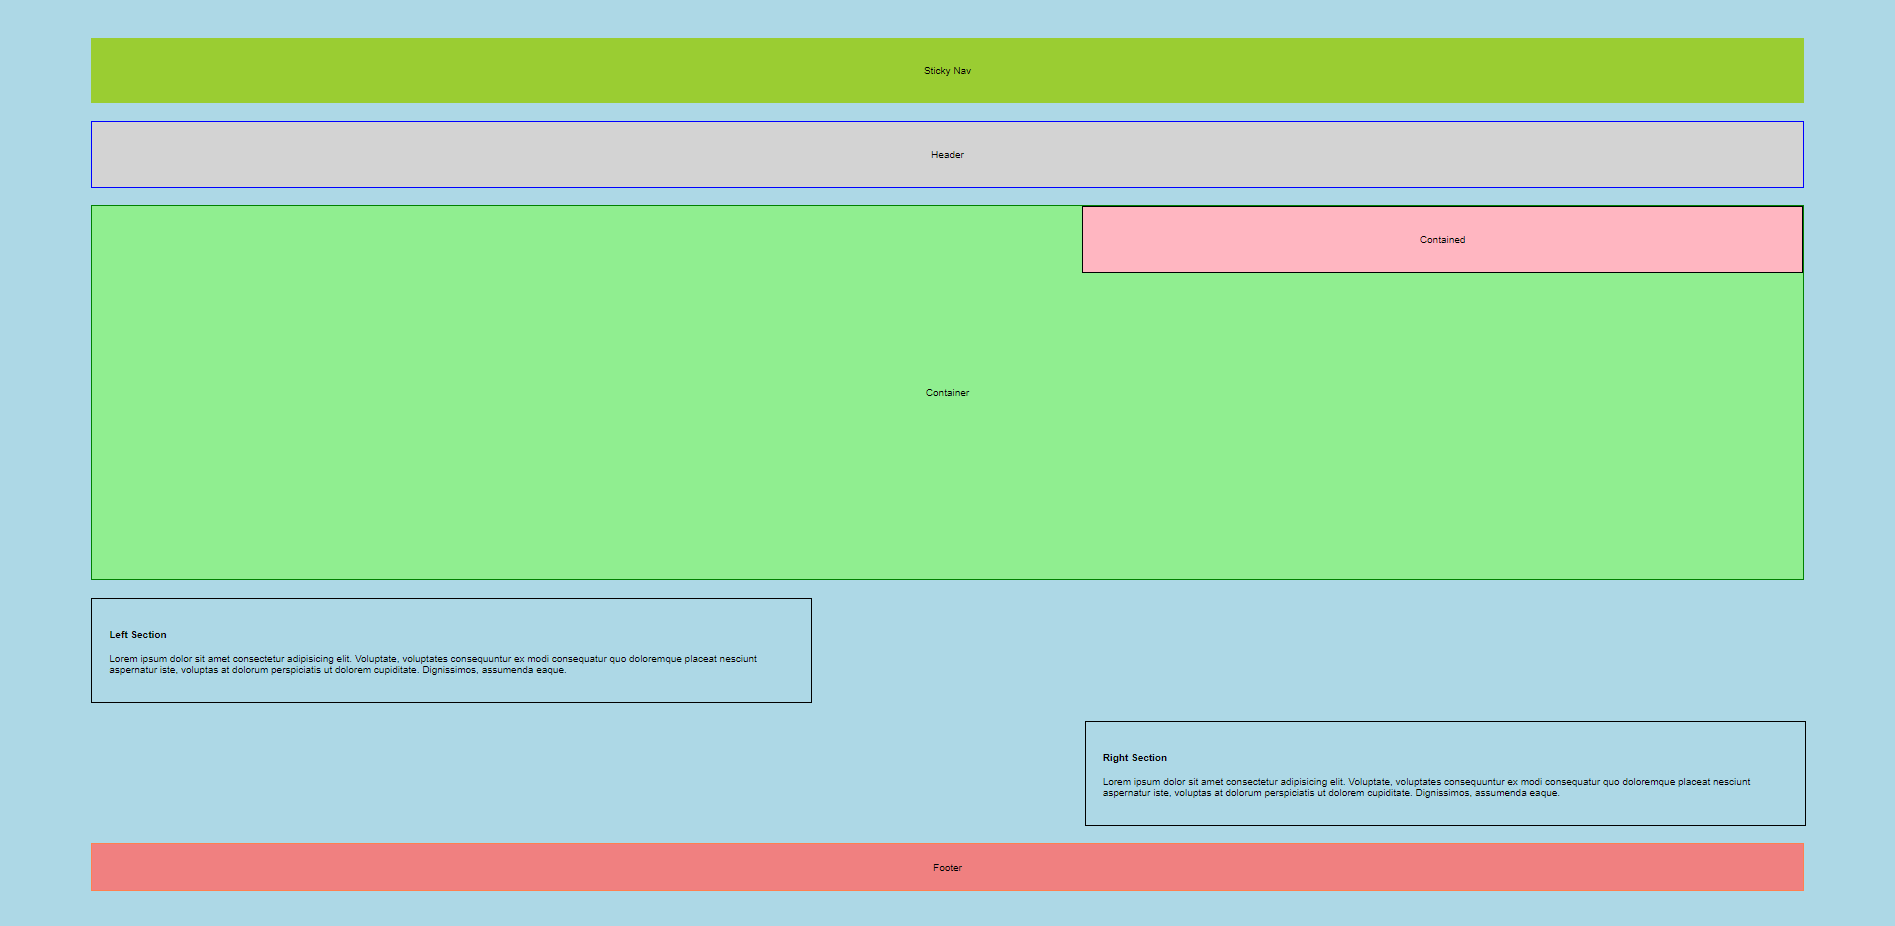 Sticky Nav
Header
Contained
Container
Left Section
Lorem ipsum dolor sit amet consectetur adipisicing elit. Voluptate, voluptates consequuntur ex modi consequatur quo doloremque placeat nesciunt
aspernatur iste, voluptas at dolorum perspiciatis ut dolorem cupiditate. Dignissimos, assumenda eaque.
Right Section
Lorem ipsum dolor sit amet consectetur adipisicing elit. Voluptate, voluptates consequuntur ex modi consequatur quo doloremque placeat nesciunt
aspernatur iste, voluptas at dolorum perspiciatis ut dolorem cupiditate. Dignissimos, assumenda eaque.
Footer